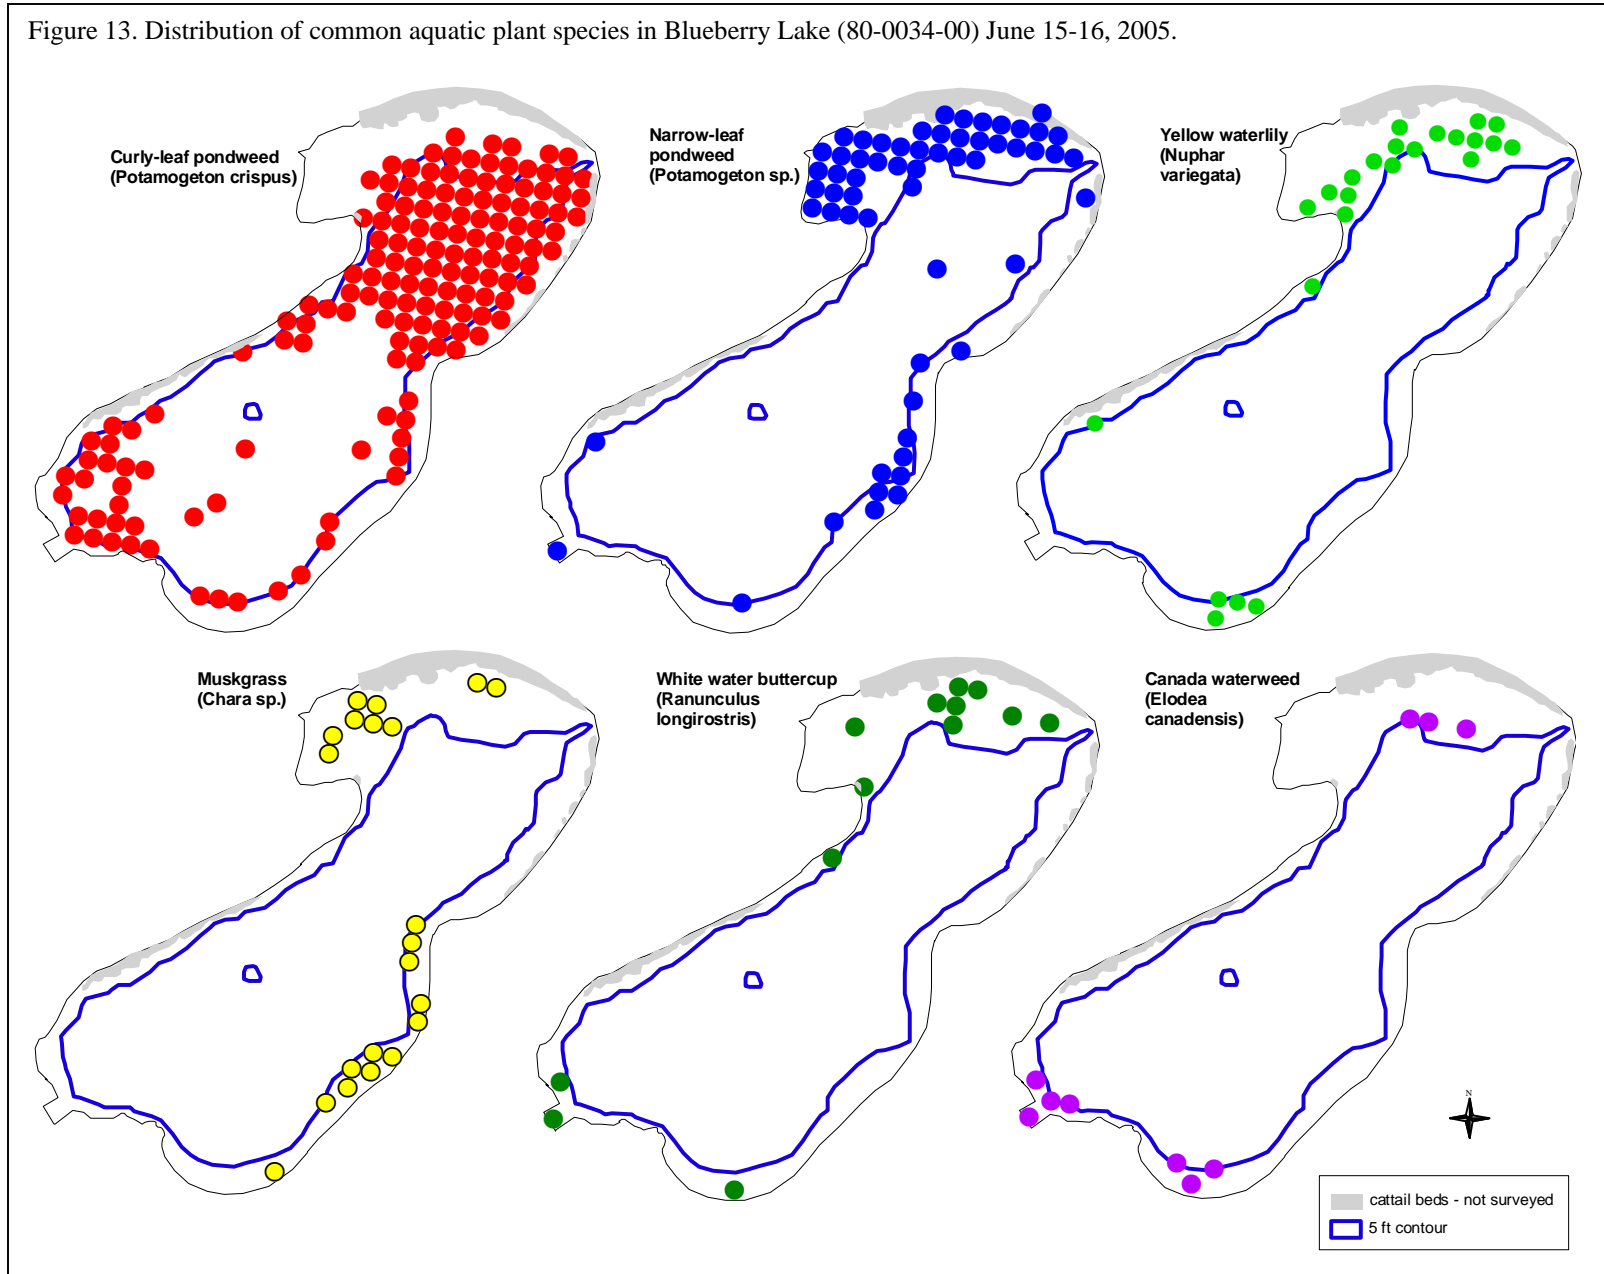 Figure 13. Distribution of common aquatic plant species in Blueberry Lake (80-0034-00) June 15-16, 2005.
Curly-leaf pondweed
(Potamogeton crispus)
Narrow-leaf
pondweed
(Potamogeton sp.)
Yellow waterlily
(Nuphar
variegata)
Muskgrass
(Chara sp.)
White water buttercup
(Ranunculus
longirostris)
Canada waterweed
(Elodea
canadensis)
N
cattail beds - not surveyed
5 ft contour